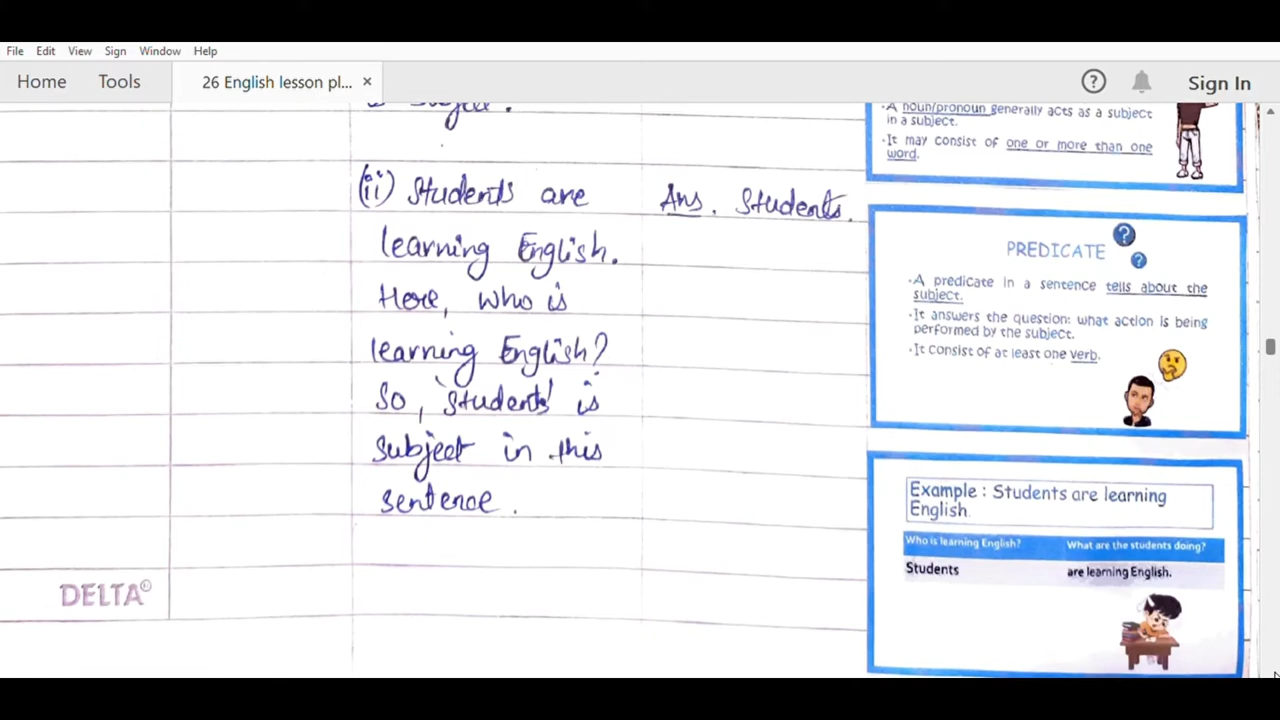 File Edit View Sign Window Help
Home Tools 26 English lesson pl... × ? Sign In
(ii) Students are
learning English.
Here, who is
learning English?
So, 'students' is
subject in this
sentence.
Ans. Students.
·A noun/pronoun generally acts as a subject
in a subject.
·It may consist of one or more than one
word.
PREDICATE
·A predicate in a sentence tells about the
subject.
·It answers the question: what action is being
performed by the subject.
·It consist of at least one verb.
Example : Students are learning
English.
Who is learning English? What are the students doing?
Students are learning English.
DELTA®